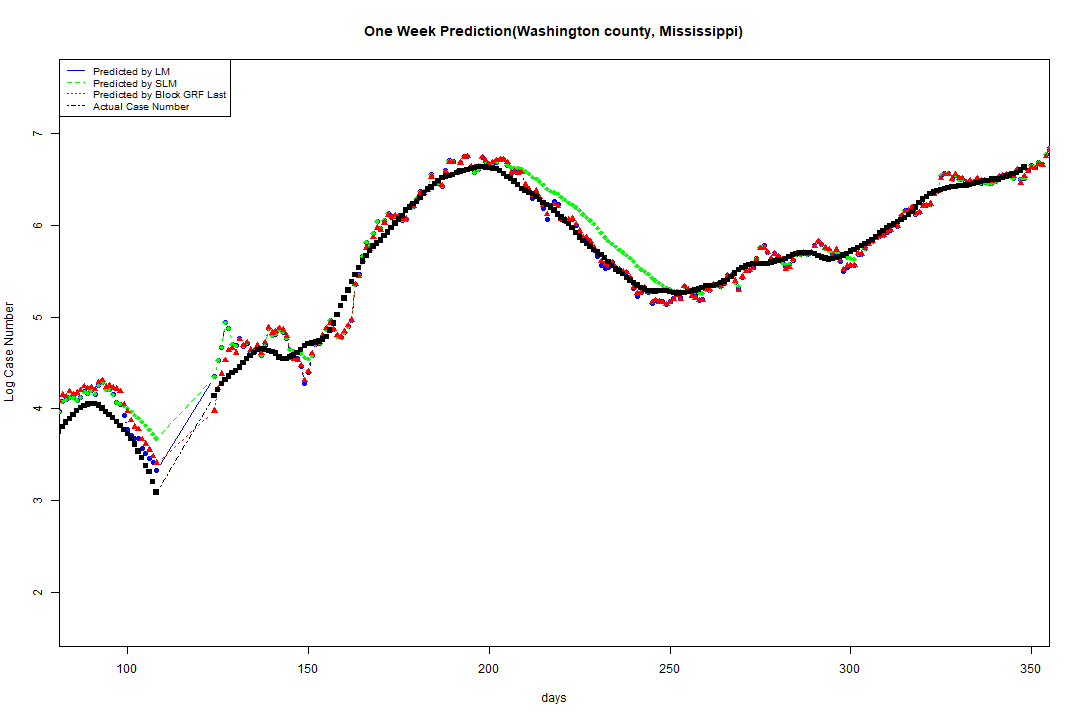 One Week Prediction(Washington county, Mississippi)
Predicted by LM
Predicted by SLM
Predicted by Block GRF Last
Actual Case Number
7
6
5
4
3
2
Log Case Number
100 150 200 250 300 350
days